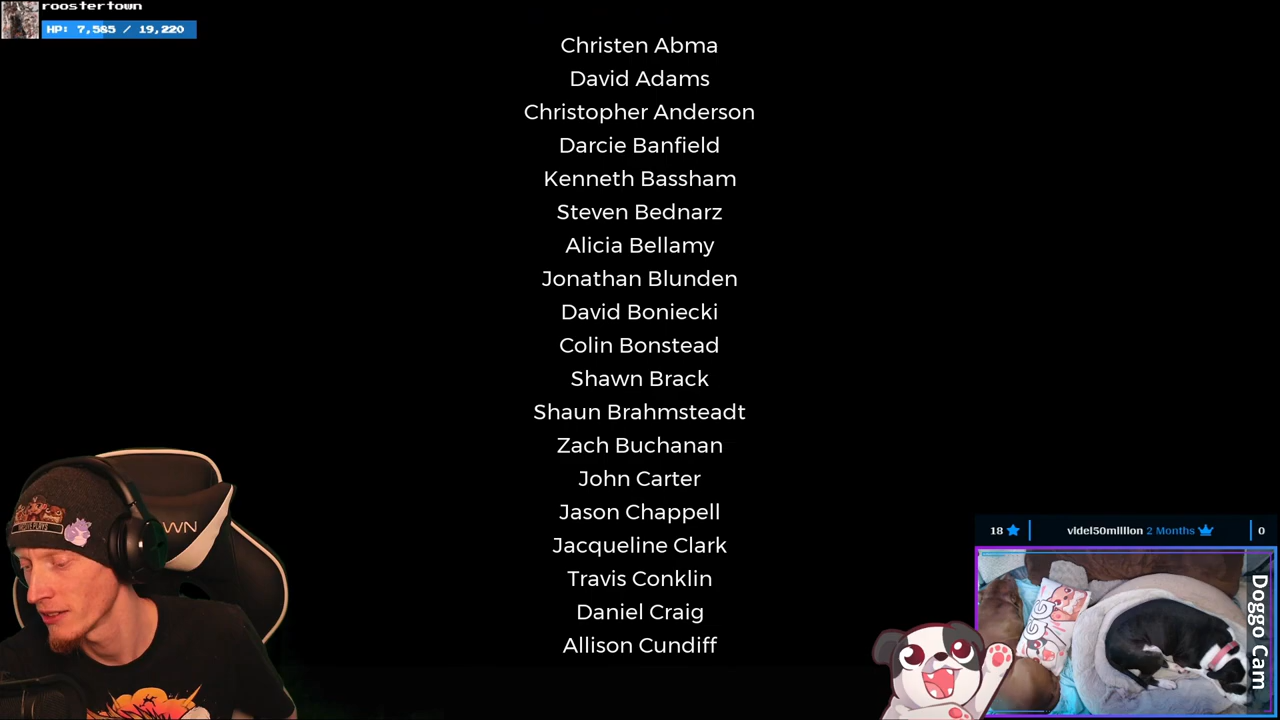 roostertown
HP: 7,585 / 19,220
Christen Abma
David Adams
Christopher Anderson
Darcie Banfield
Kenneth Bassham
Steven Bednarz
Alicia Bellamy
Jonathan Blunden
David Boniecki
Colin Bonstead
Shawn Brack
Shaun Brahmsteadt
Zach Buchanan
John Carter
Jason Chappell
Jacqueline Clark
Travis Conklin
Daniel Craig
Allison Cundiff
18
videl50million 2 Months
0
Doggo Cam